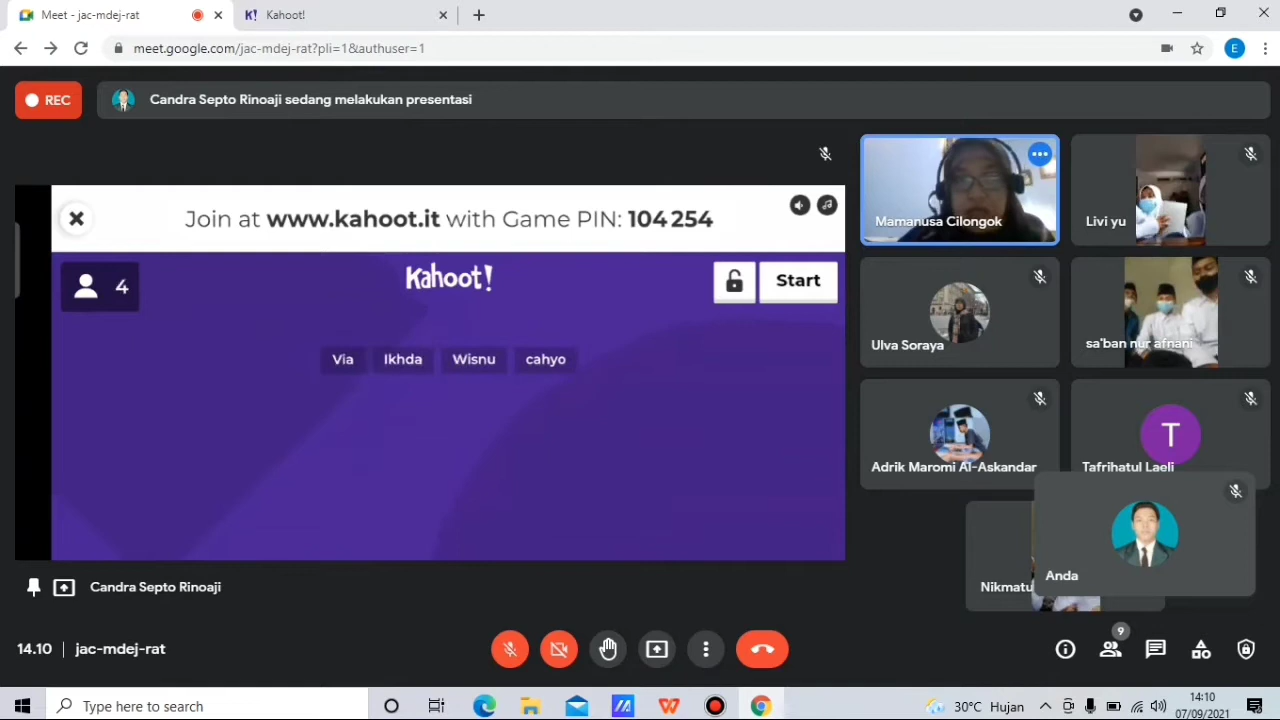 Meet - jac-mdej-rat
Kahoot!
meet.google.com/jac-mdej-rat?pli=1&authuser=1
E
REC
Candra Septo Rinoaji sedang melakukan presentasi
Join at www.kahoot.it with Game PIN: 104 254
4
Kahoot!
Start
Via Ikhda Wisnu cahyo
Mamanusa Cilongok
Livi yu
Ulva Soraya
sa'ban nur afnani
Adrik Maromi Al-Askandar
T
Tafrihatul Laeli
Nikmatu
Anda
Candra Septo Rinoaji
14.10 | jac-mdej-rat
9
Type here to search
30°C Hujan
14:10
07/09/2021